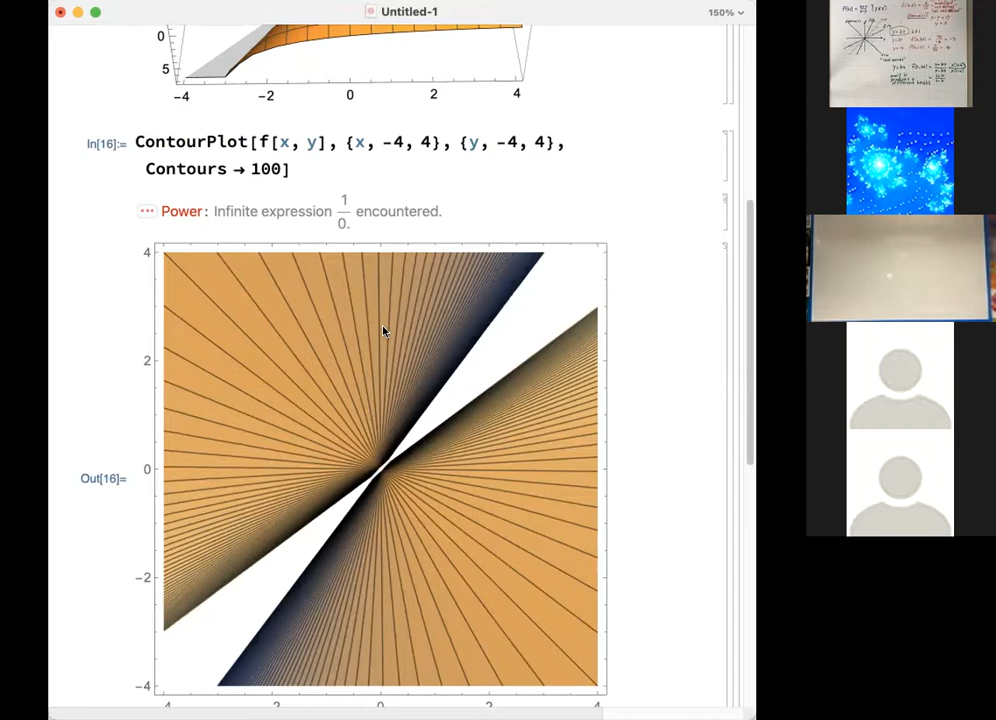 Untitled-1
150%
0
5
−4 −2 0 2 4
In[16]:= ContourPlot[f[x, y], {x, −4, 4}, {y, −4, 4},
Contours → 100]
Power: Infinite expression 1/0. encountered.
4
2
0
Out[16]=
−2
−4